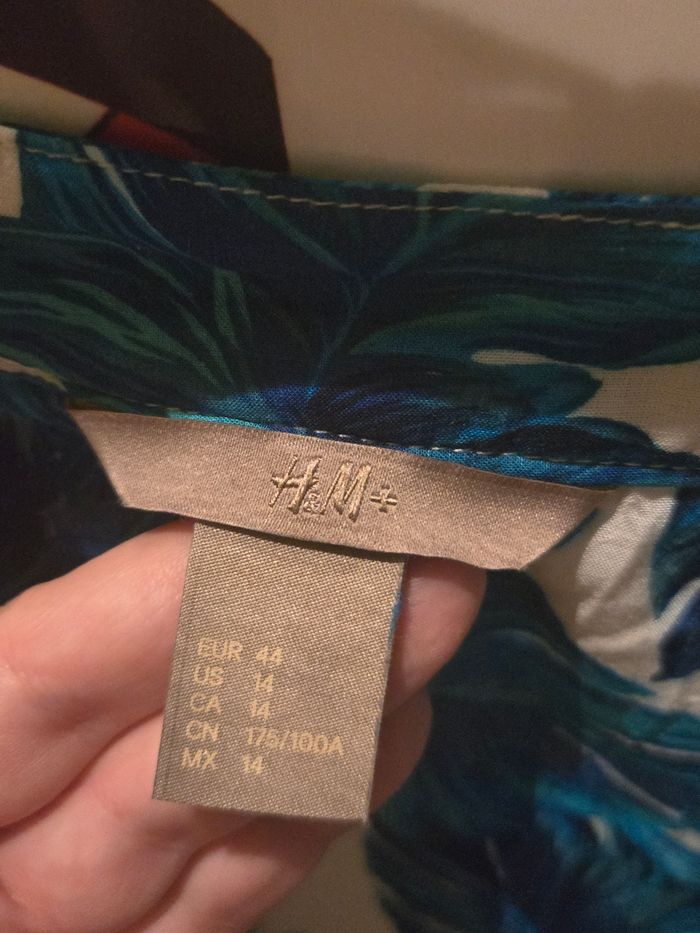 H&M+
EUR 44
US 14
CA 14
CN 175/100A
MX 14